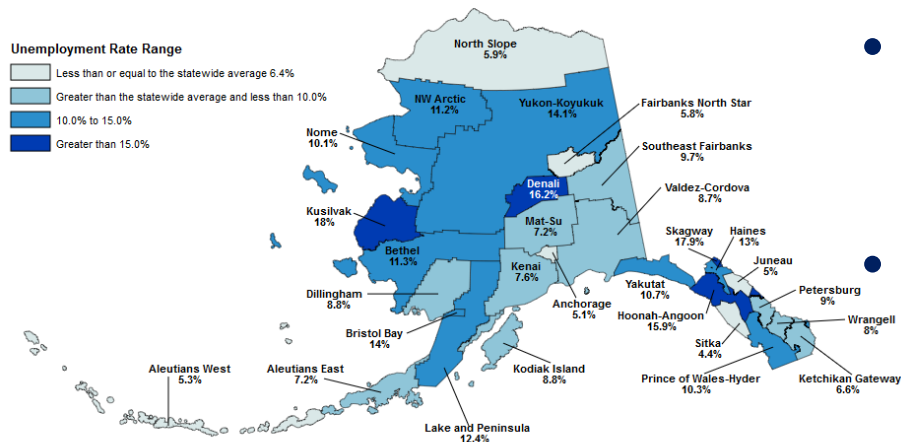 Unemployment Rate Range
Less than or equal to the statewide average 6.4%
Greater than the statewide average and less than 10.0%
10.0% to 15.0%
Greater than 15.0%
North Slope
5.9%
NW Arctic
11.2%
Yukon-Koyukuk
14.1%
Fairbanks North Star
5.8%
Nome
10.1%
Southeast Fairbanks
9.7%
Denali
16.2%
Valdez-Cordova
8.7%
Kusilvak
18%
Mat-Su
7.2%
Skagway
17.9%
Haines
13%
Bethel
11.3%
Kenai
7.6%
Juneau
5%
Dillingham
8.8%
Anchorage
5.1%
Yakutat
10.7%
Petersburg
9%
Hoonah-Angoon
15.9%
Wrangell
8%
Bristol Bay
14%
Sitka
4.4%
Aleutians West
5.3%
Aleutians East
7.2%
Kodiak Island
8.8%
Prince of Wales-Hyder
10.3%
Ketchikan Gateway
6.6%
Lake and Peninsula
12.4%